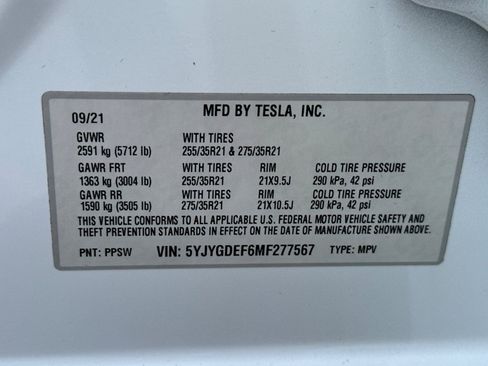 09/21 MFD BY TESLA, INC.
GVWR WITH TIRES
2591 kg (5712 lb) 255/35R21 & 275/35R21
GAWR FRT WITH TIRES RIM COLD TIRE PRESSURE
1363 kg (3004 lb) 255/35R21 21X9.5J 290 kPa, 42 psi
GAWR RR WITH TIRES RIM COLD TIRE PRESSURE
1590 kg (3505 lb) 275/35R21 21X10.5J 290 kPa, 42 psi
THIS VEHICLE CONFORMS TO ALL APPLICABLE U.S. FEDERAL MOTOR VEHICLE SAFETY AND
THEFT PREVENTION STANDARDS IN EFFECT ON THE DATE OF MANUFACTURE SHOWN ABOVE.
PNT: PPSW VIN: 5YJYGDEF6MF277567 TYPE: MPV